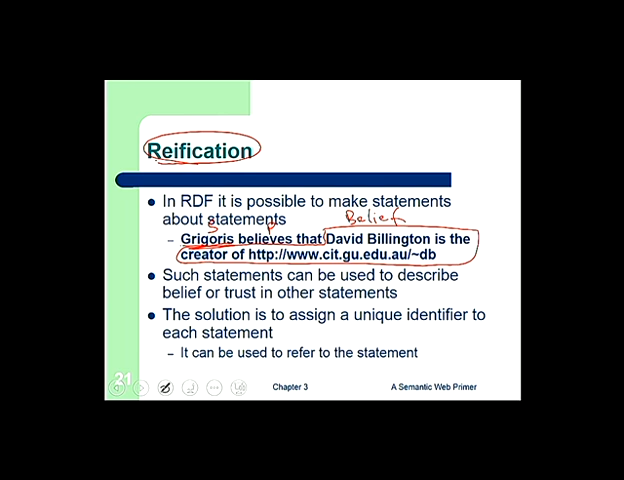 Reification
In RDF it is possible to make statements
about statements
S P Belief
– Grigoris believes that David Billington is the
creator of http://www.cit.gu.edu.au/~db
Such statements can be used to describe
belief or trust in other statements
The solution is to assign a unique identifier to
each statement
– It can be used to refer to the statement
21
Chapter 3 A Semantic Web Primer